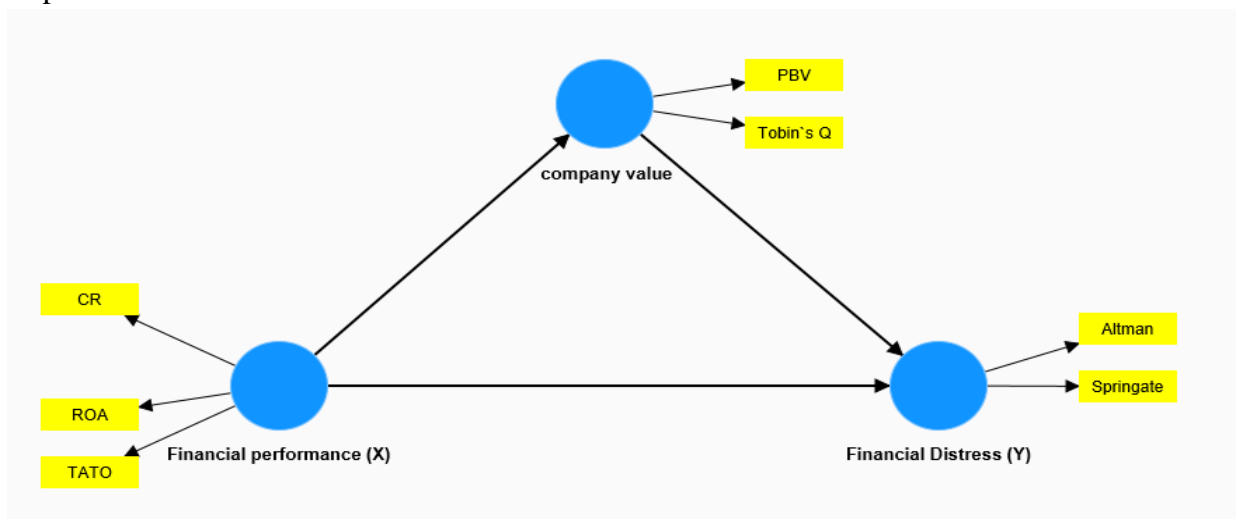 PBV
Tobin`s Q
company value
CR
ROA
TATO
Financial performance (X)
Altman
Springate
Financial Distress (Y)